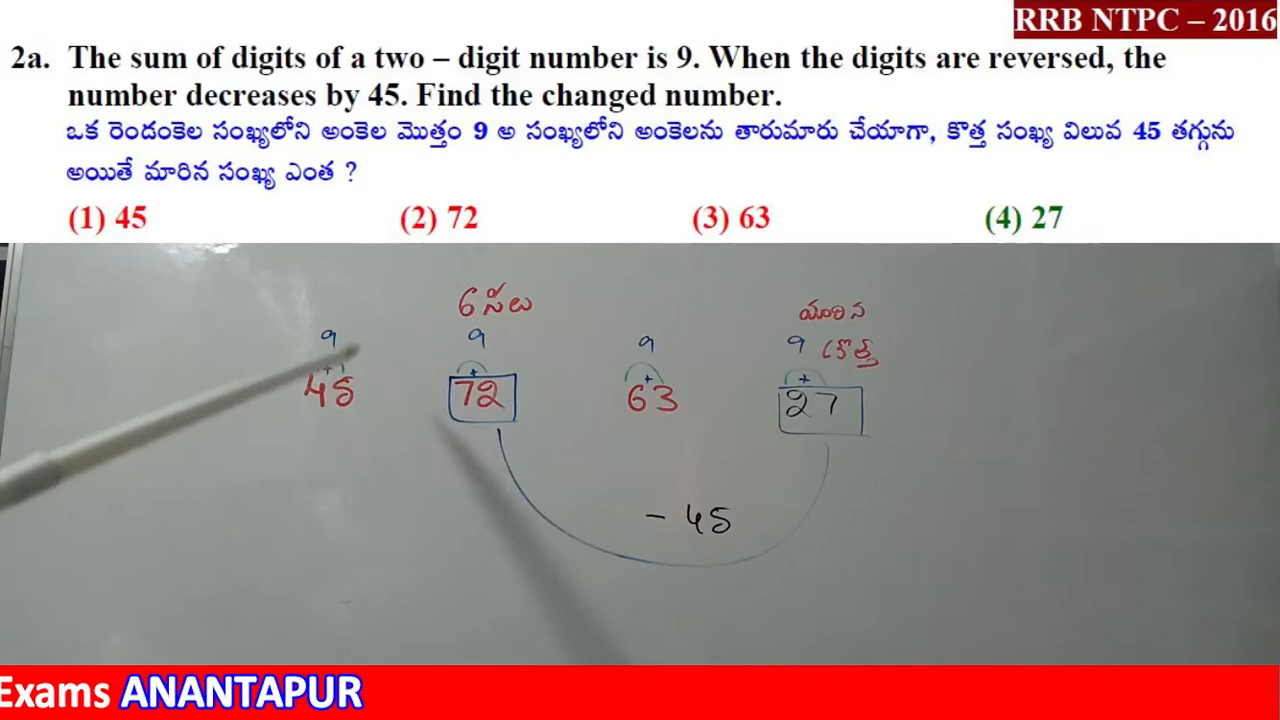 RRB NTPC – 2016
2a. The sum of digits of a two – digit number is 9. When the digits are reversed, the
number decreases by 45. Find the changed number.
ఒక రెండంకెల సంఖ్యలోని అంకెల మొత్తం 9 అ సంఖ్యలోని అంకెలను తారుమారు చేయాగా, కొత్త సంఖ్య విలువ 45 తగ్గును
అయితే మారిన సంఖ్య ఎంత ?
(1) 45 (2) 72 (3) 63 (4) 27
మారిన
9 9 9 9 కొత్త
+ + + +
45 72 63 27
- 45
Exams ANANTAPUR